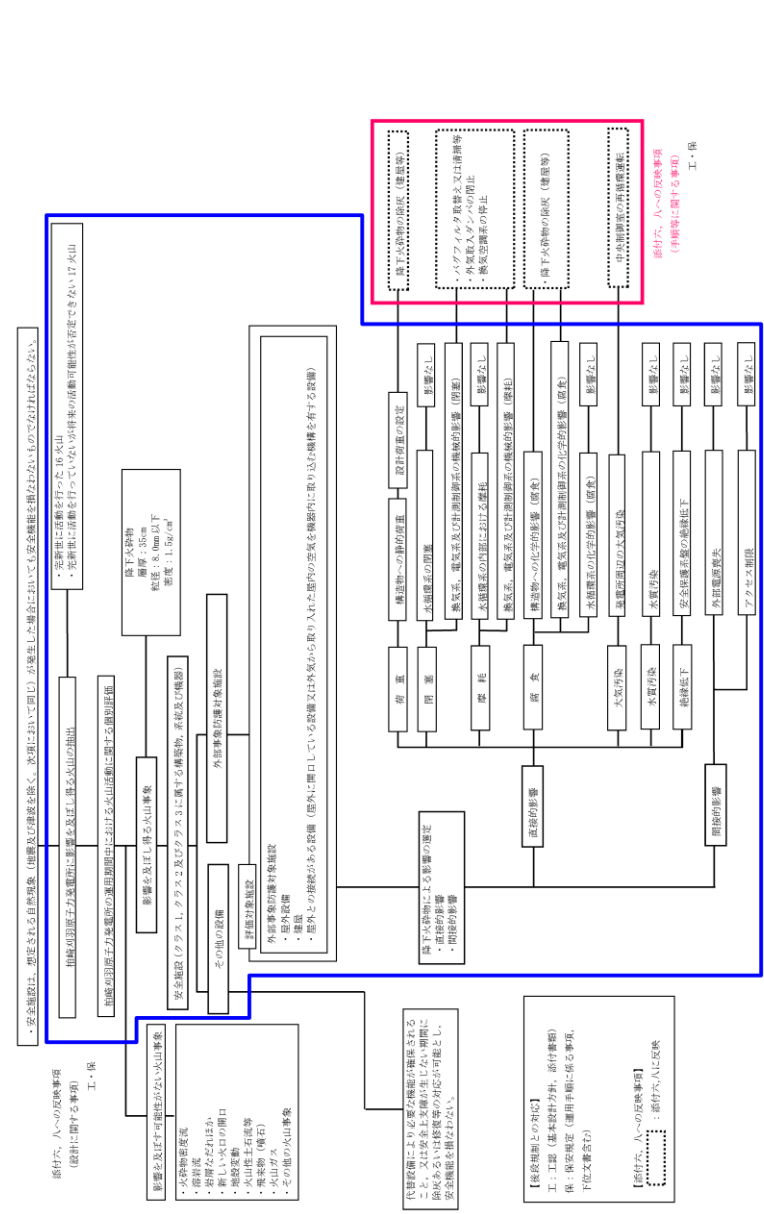 ・安全施設は、想定される自然現象（地震及び津波を除く。次項において同じ）が発生した場合においても安全機能を損なわないものでなければならない。
添付六，八への反映事項
（設計に関する事項）
工・保
柏崎刈羽原子力発電所に影響を及ぼし得る火山の抽出
・完新世に活動を行った 16 火山
・完新世に活動を行っていないが将来の活動可能性が否定できない 17 火山
柏崎刈羽原子力発電所の運用期間中における火山活動に関する個別評価
影響を及ぼす可能性がない火山事象
・火砕物密度流
・溶岩流
・岩屑なだれほか
・新しい火口の開口
・地殻変動
・火山性土石流等
・飛来物（噴石）
・火山ガス
・その他の火山事象
影響を及ぼし得る火山事象
降下火砕物
層厚：35cm
粒径：8.0mm 以下
密度：1.5g/cm³
安全施設（クラス 1，クラス 2 及びクラス 3 に属する構築物，系統及び機器）
その他の設備
外部事象防護対象施設
評価対象施設
外部事象防護対象施設
・屋外設備
・建屋
・屋外との接続がある設備（屋外に開口している設備又は外気から取り入れた屋内の空気を機器内に取り込む機構を有する設備）
代替設備により必要な機能が確保される
こと，又は安全上支障が生じない期間に
除灰あるいは修復等の対応が可能とし，
安全機能を損なわない。
降下火砕物による影響の選定
・直接的影響
・間接的影響
直接的影響
間接的影響
荷　重
構造物への静的荷重
設計荷重の設定
降下火砕物の除灰（建屋等）
閉　塞
水循環系の閉塞
影響なし
換気系，電気系及び計測制御系の機械的影響（閉塞）
・バグフィルタ取替え又は清掃等
・外気取入ダンパの閉止
・換気空調系の停止
摩　耗
水循環系の内部における摩耗
影響なし
換気系，電気系及び計測制御系の機械的影響（摩耗）
腐　食
構造物への化学的影響（腐食）
・降下火砕物の除灰（建屋等）
換気系，電気系及び計測制御系の化学的影響（腐食）
水循環系の化学的影響（腐食）
影響なし
大気汚染
発電所周辺の大気汚染
中央制御室の再循環運転
水質汚染
水質汚染
影響なし
絶縁低下
安全保護系盤の絶縁低下
影響なし
外部電源喪失
影響なし
アクセス制限
影響なし
添付六，八への反映事項
（手順等に関する事項）
工・保
【後段規制との対応】
工：工認（基本設計方針，添付書類）
保：保安規定（運用手順に係る事項，
下位文書含む）
【添付六，八への反映事項】
：添付六,八に反映